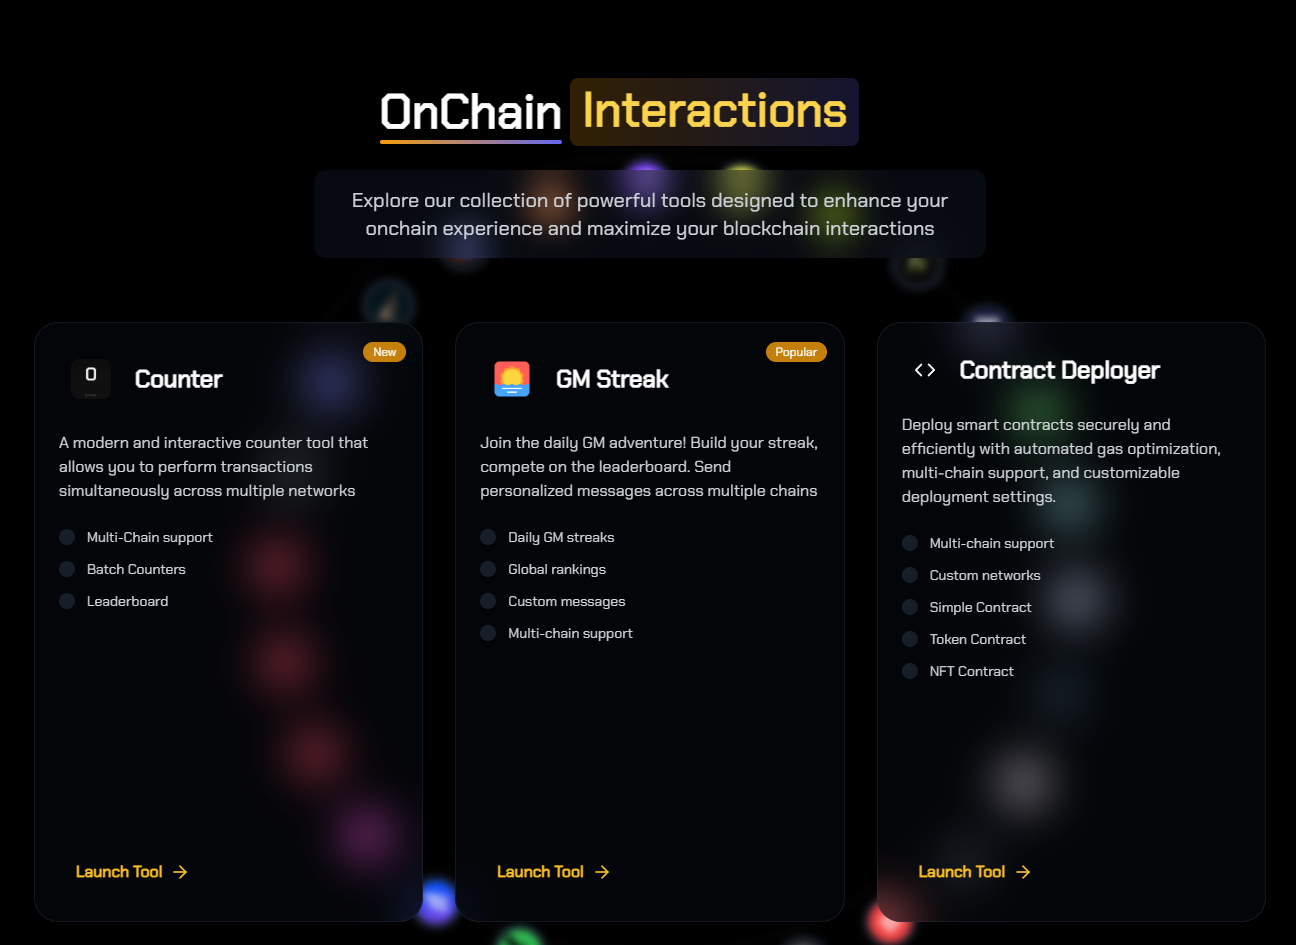 OnChain Interactions
Explore our collection of powerful tools designed to enhance your
onchain experience and maximize your blockchain interactions
New
0
Counter
A modern and interactive counter tool that
allows you to perform transactions
simultaneously across multiple networks
Multi-Chain support
Batch Counters
Leaderboard
Launch Tool
Popular
GM Streak
Join the daily GM adventure! Build your streak,
compete on the leaderboard. Send
personalized messages across multiple chains
Daily GM streaks
Global rankings
Custom messages
Multi-chain support
Launch Tool
Contract Deployer
Deploy smart contracts securely and
efficiently with automated gas optimization,
multi-chain support, and customizable
deployment settings.
Multi-chain support
Custom networks
Simple Contract
Token Contract
NFT Contract
Launch Tool